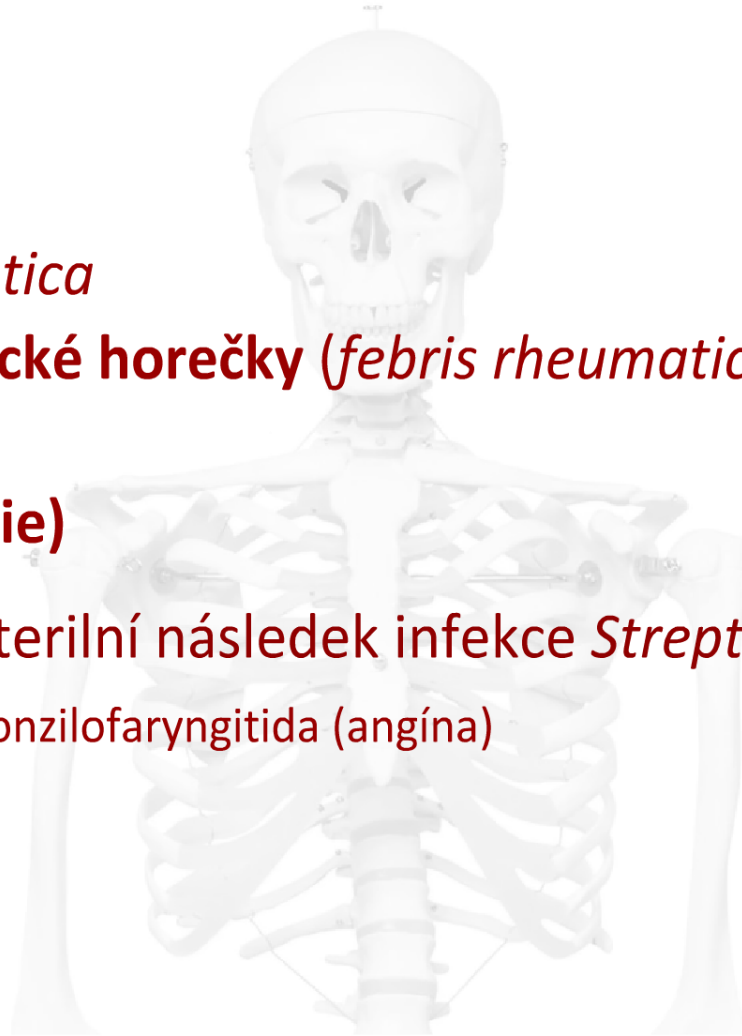 tica
cké horečky (febris rheumatic
ie)
terilní následek infekce Strept
onzilofaryngitida (angína)